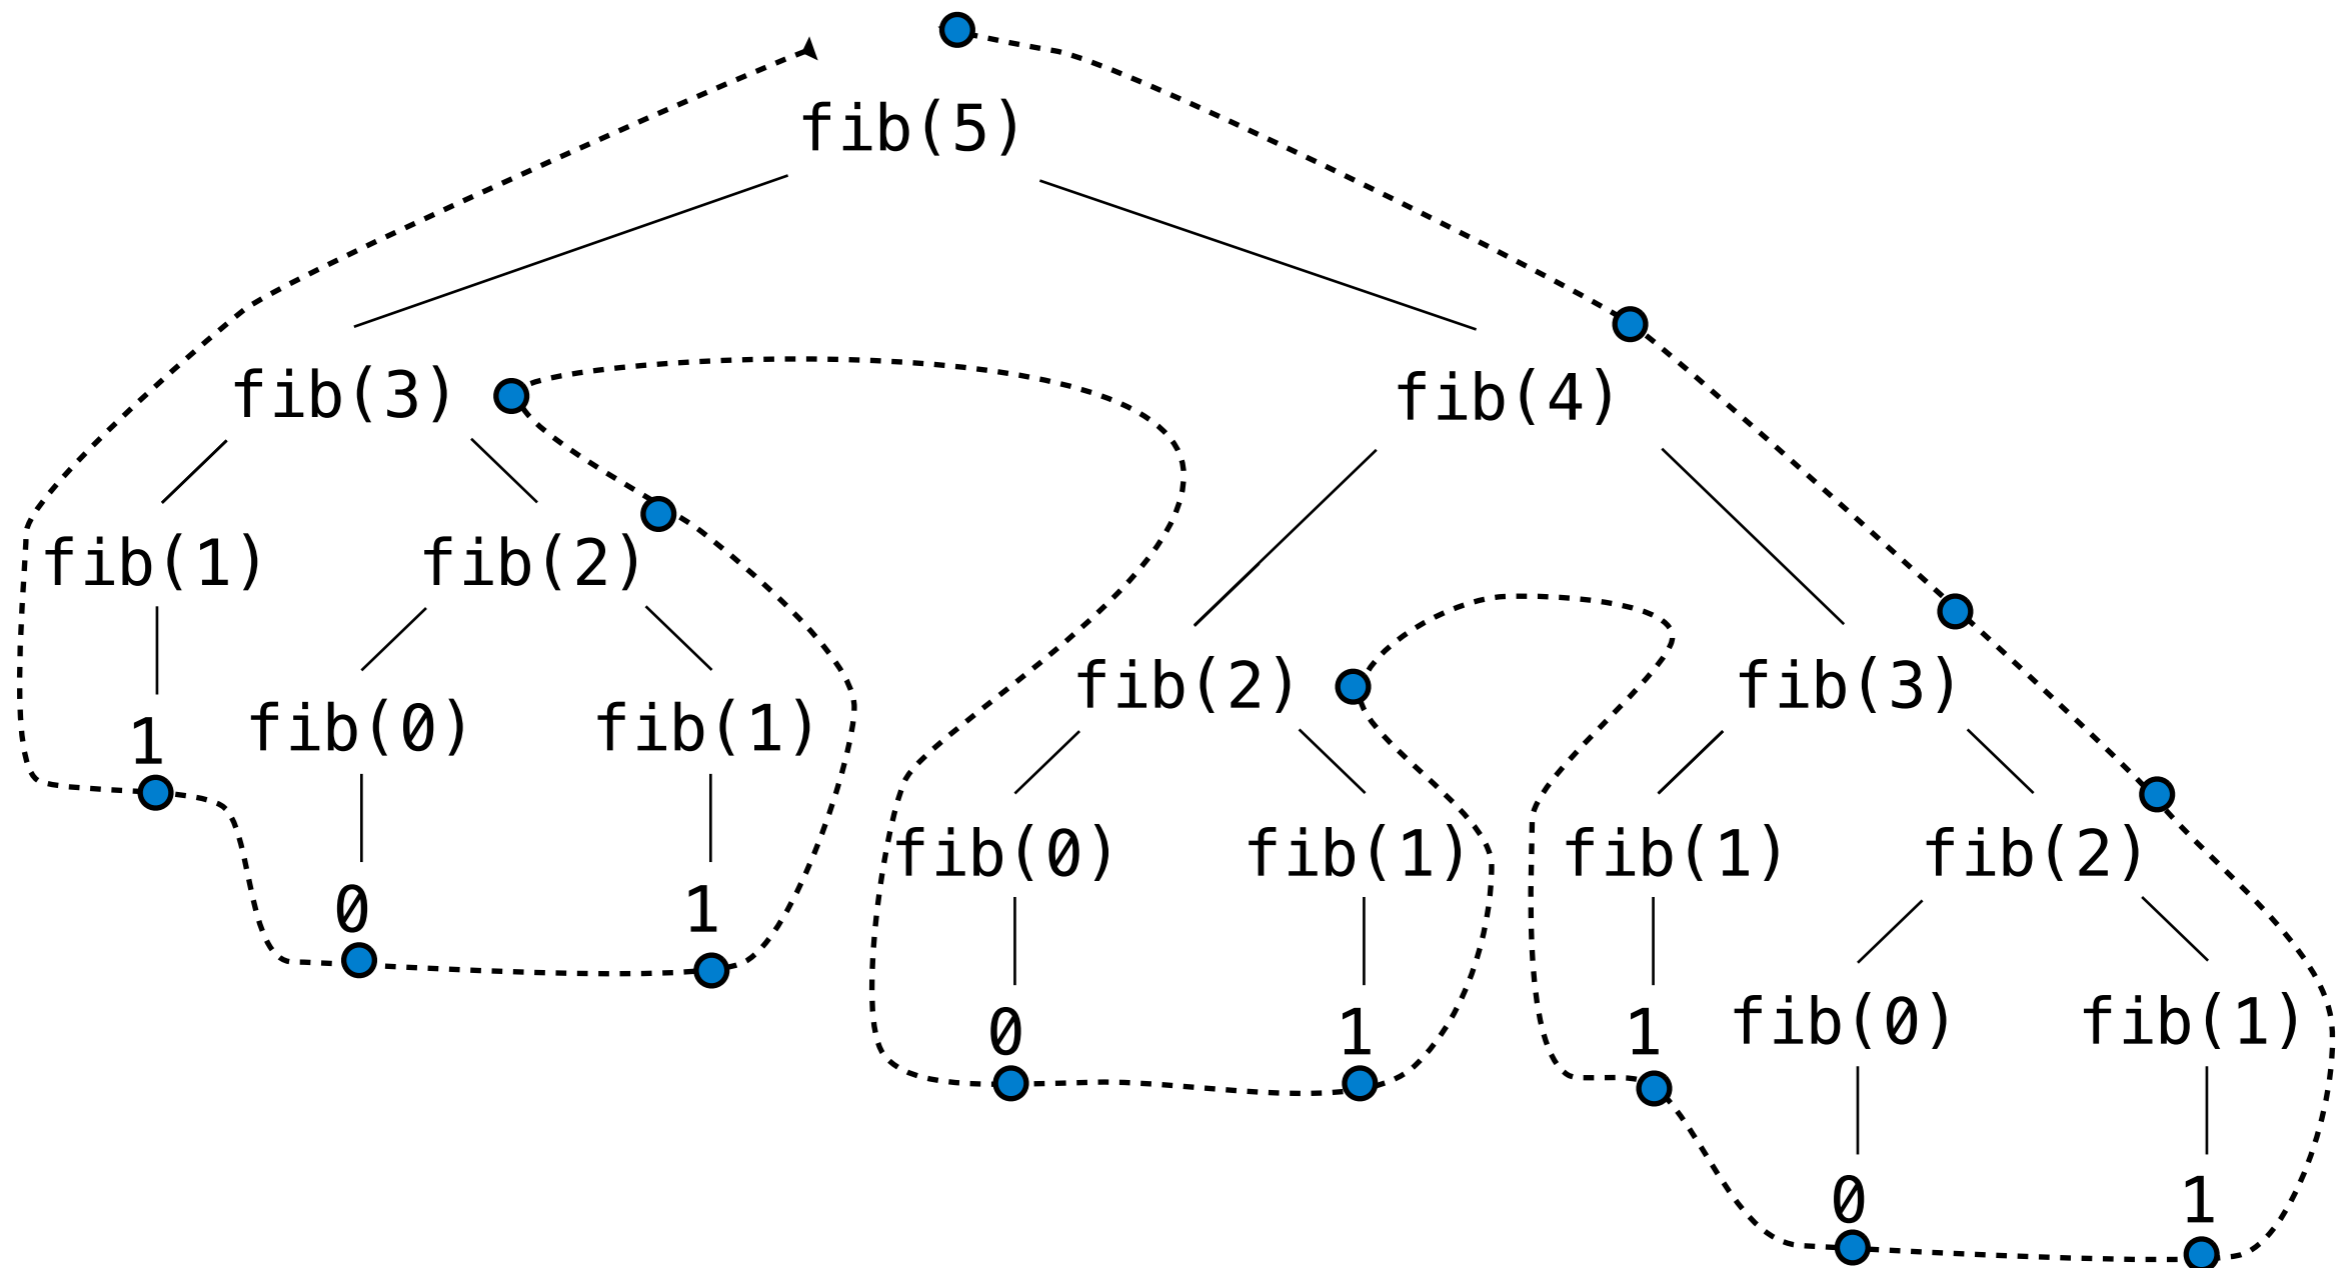 fib(5)
fib(3) fib(4)
fib(1) fib(2)
fib(2) fib(3)
1 fib(0) fib(1)
fib(0) fib(1) fib(1) fib(2)
0 1
0 1 1 fib(0) fib(1)
0 1